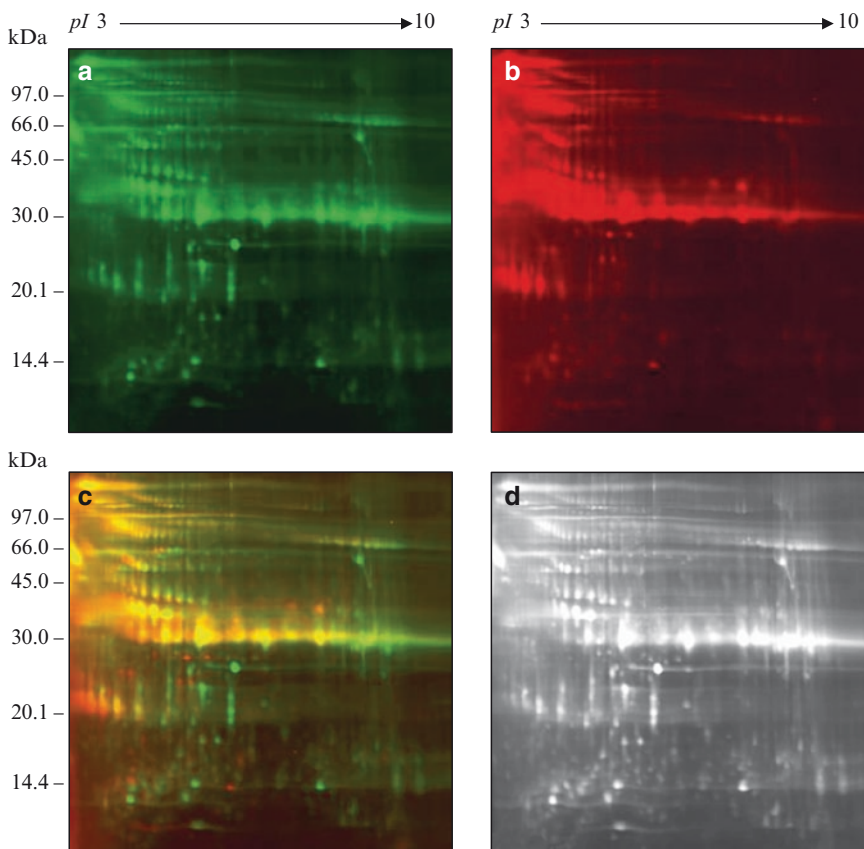 pI 3 10
pI 3 10
kDa
a
b
97.0 –
66.0 –
45.0 –
30.0 –
20.1 –
14.4 –
kDa
c
d
97.0 –
66.0 –
45.0 –
30.0 –
20.1 –
14.4 –